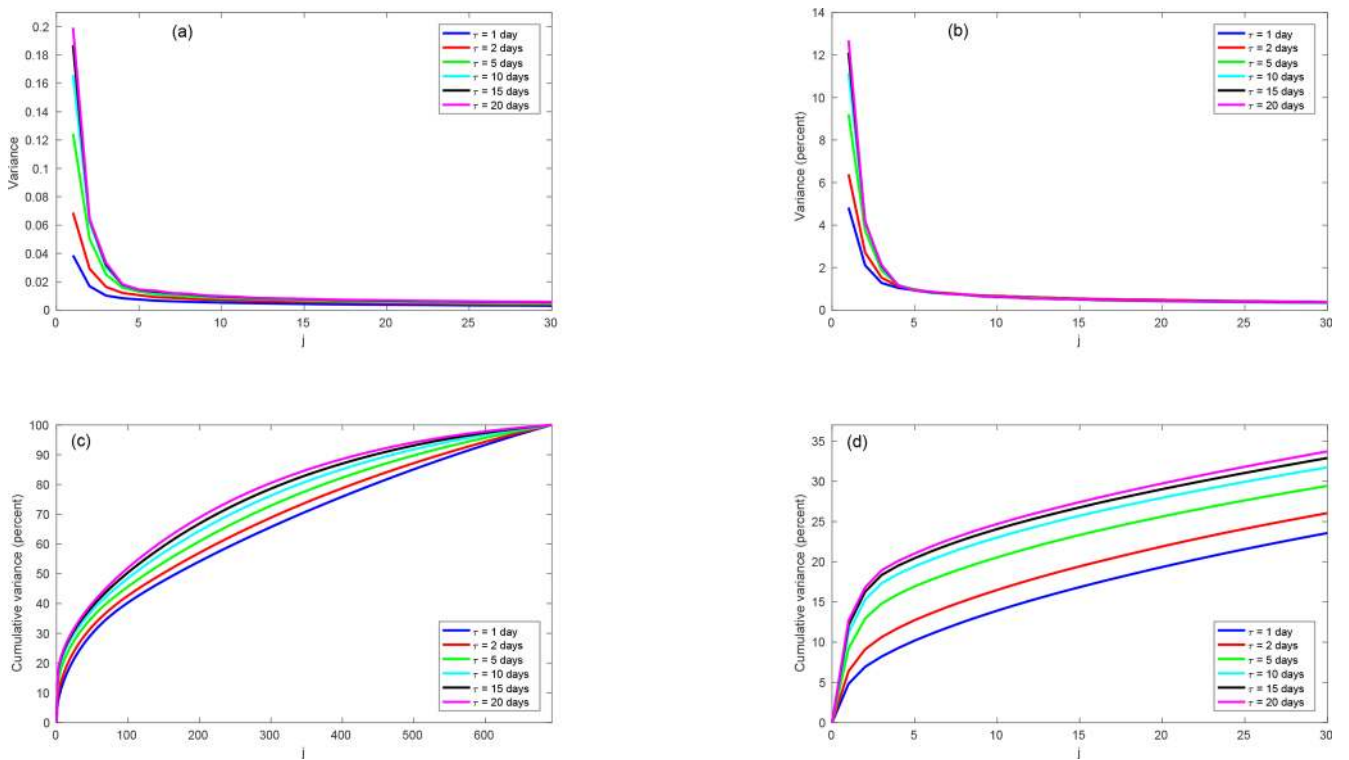 (a)
0.2
0.18
0.16
0.14
0.12
0.1
0.08
0.06
0.04
0.02
0
Variance
0 5 10 15 20 25 30
j
τ = 1 day
τ = 2 days
τ = 5 days
τ = 10 days
τ = 15 days
τ = 20 days
(b)
14
12
10
8
6
4
2
0
Variance (percent)
0 5 10 15 20 25 30
j
τ = 1 day
τ = 2 days
τ = 5 days
τ = 10 days
τ = 15 days
τ = 20 days
(c)
100
90
80
70
60
50
40
30
20
10
0
Cumulative variance (percent)
0 100 200 300 400 500 600
j
τ = 1 day
τ = 2 days
τ = 5 days
τ = 10 days
τ = 15 days
τ = 20 days
(d)
35
30
25
20
15
10
5
0
Cumulative variance (percent)
0 5 10 15 20 25 30
j
τ = 1 day
τ = 2 days
τ = 5 days
τ = 10 days
τ = 15 days
τ = 20 days